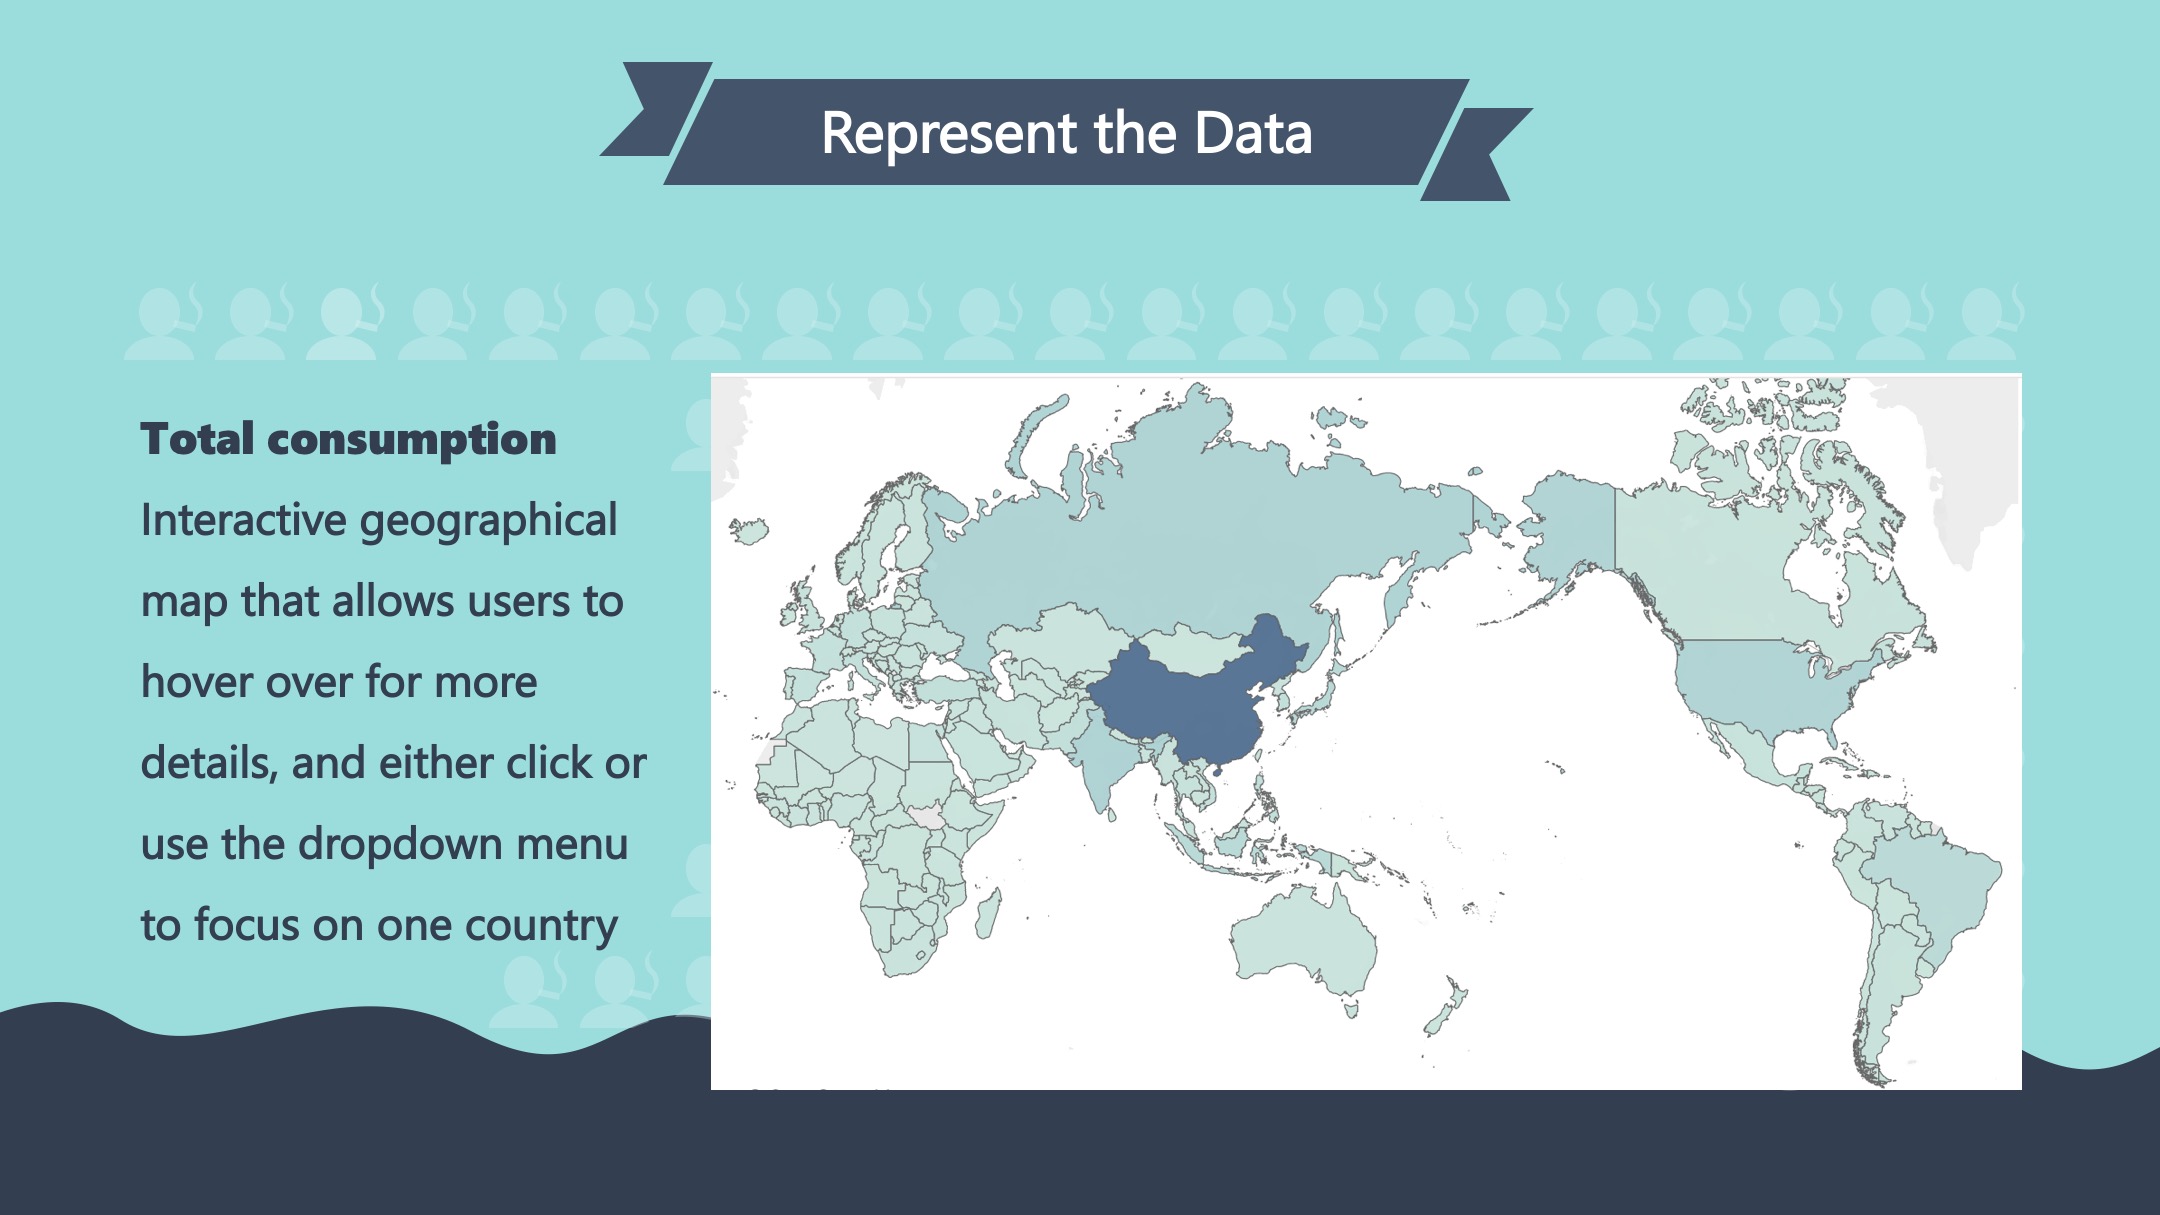 Represent the Data
Total consumption
Interactive geographical
map that allows users to
hover over for more
details, and either click or
use the dropdown menu
to focus on one country